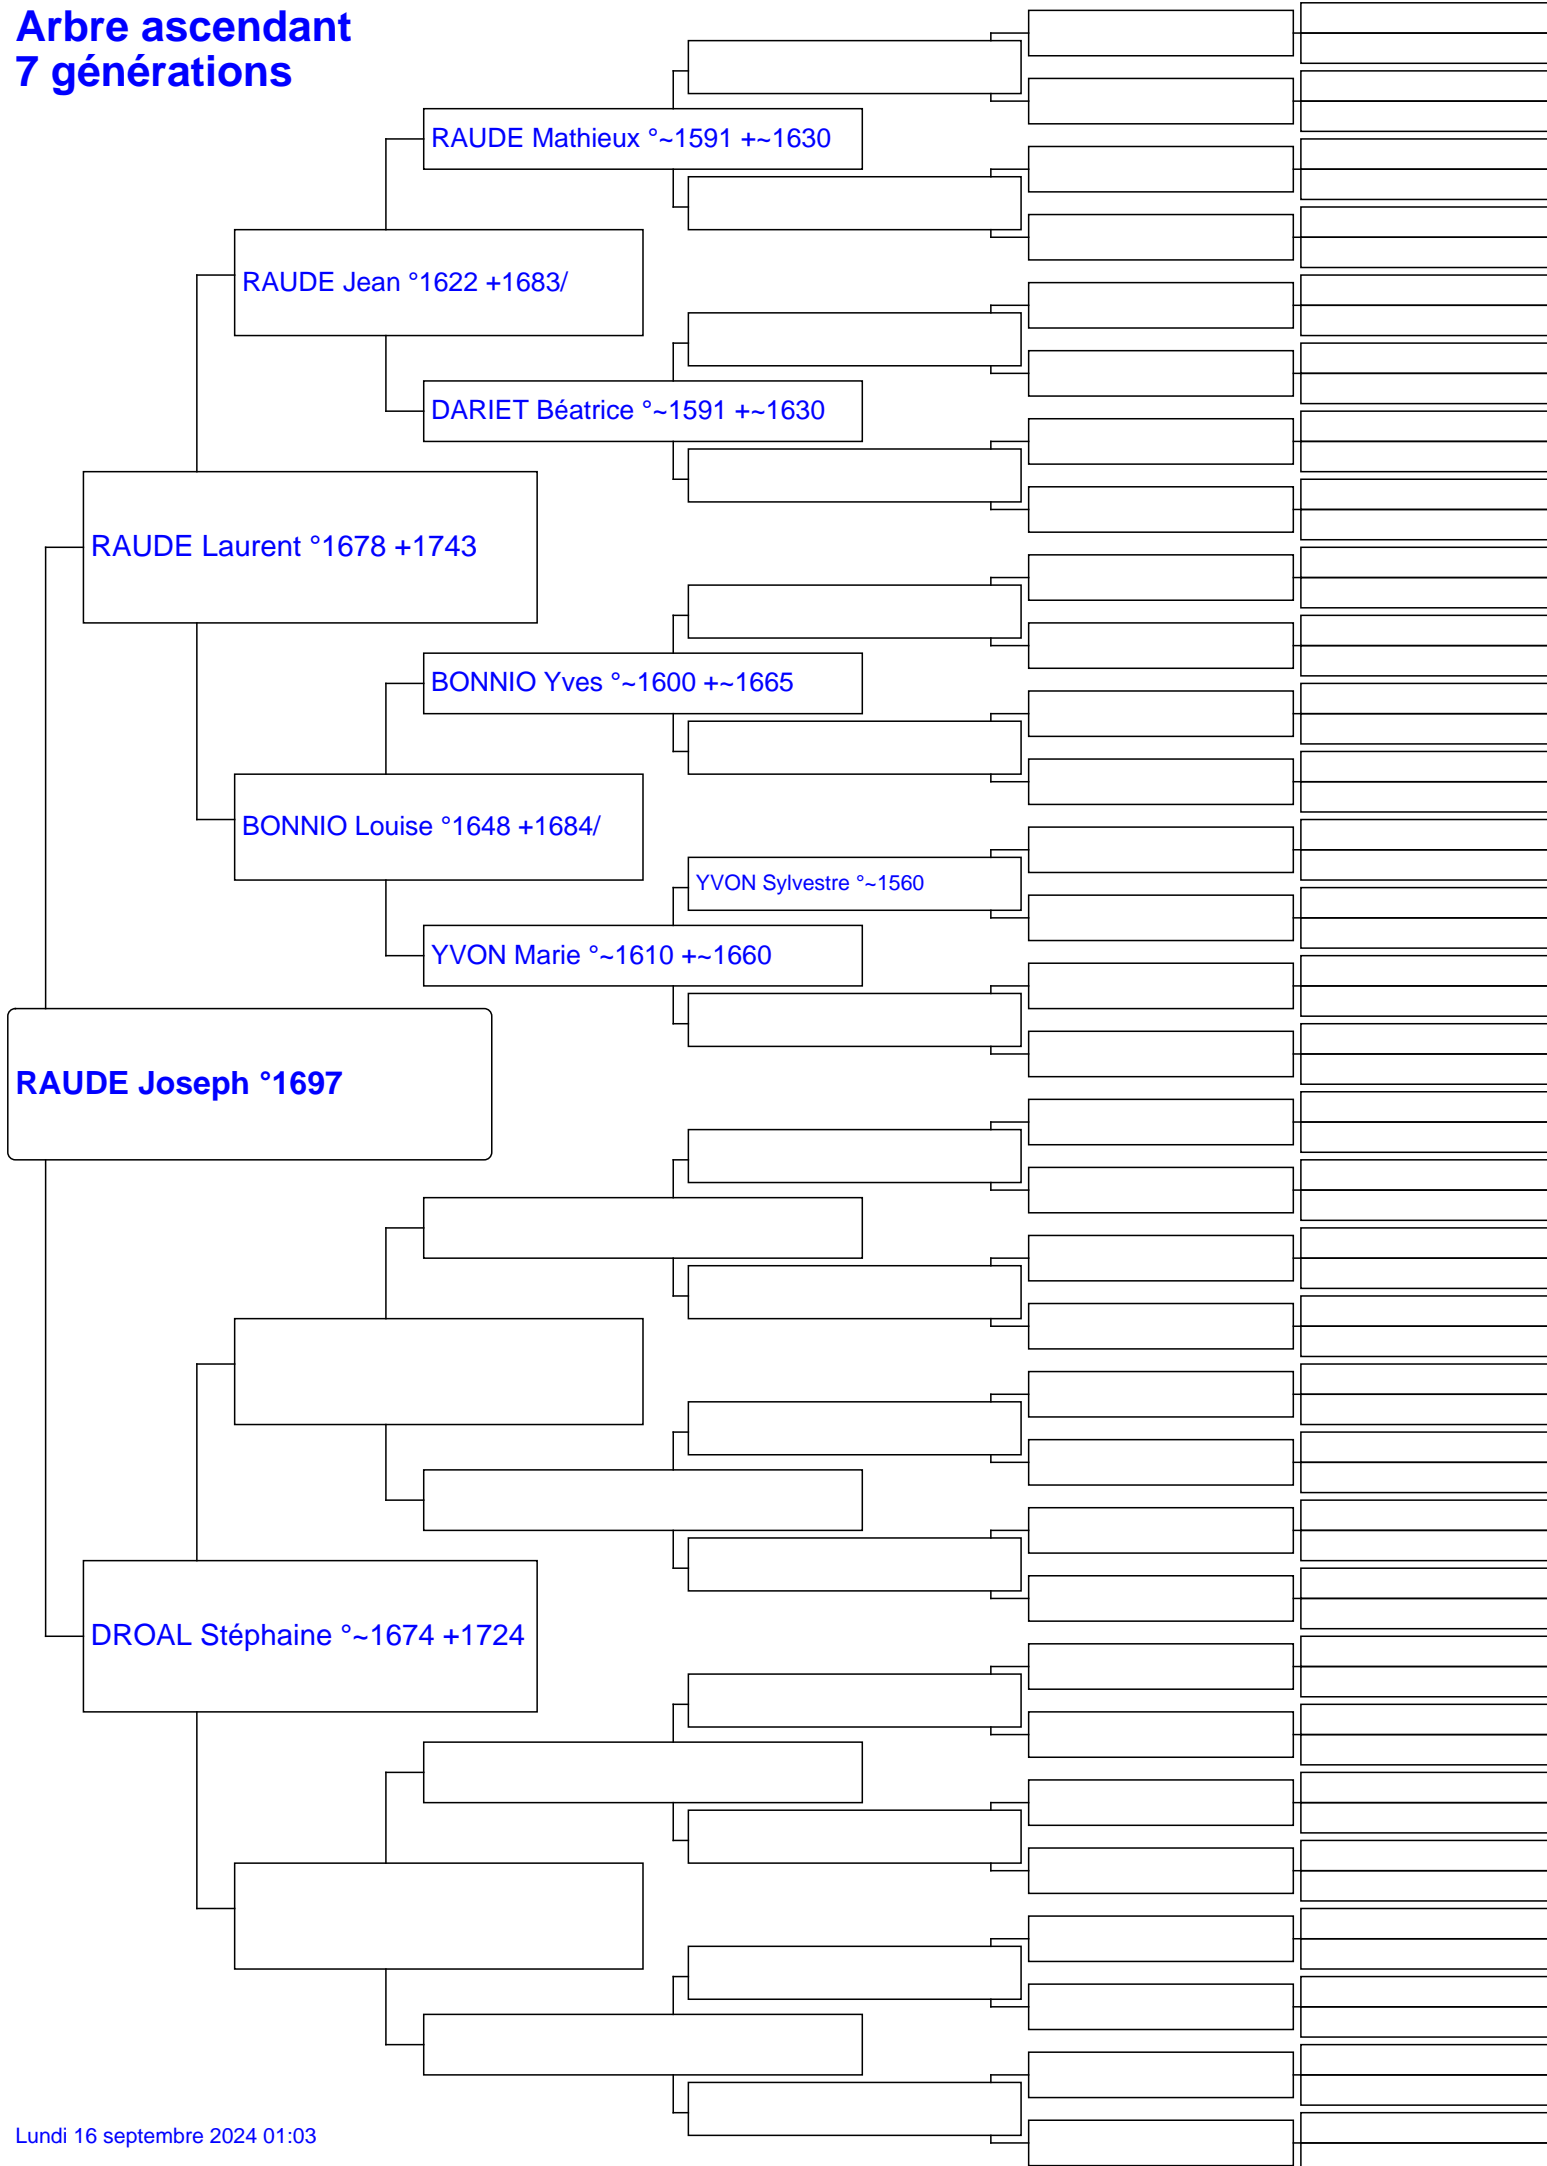 Arbre ascendant
7 générations
RAUDE Mathieux °~1591 +~1630
RAUDE Jean °1622 +1683/
DARIET Béatrice °~1591 +~1630
RAUDE Laurent °1678 +1743
BONNIO Yves °~1600 +~1665
BONNIO Louise °1648 +1684/
YVON Sylvestre °~1560
YVON Marie °~1610 +~1660
RAUDE Joseph °1697
DROAL Stéphaine °~1674 +1724
Lundi 16 septembre 2024 01:03